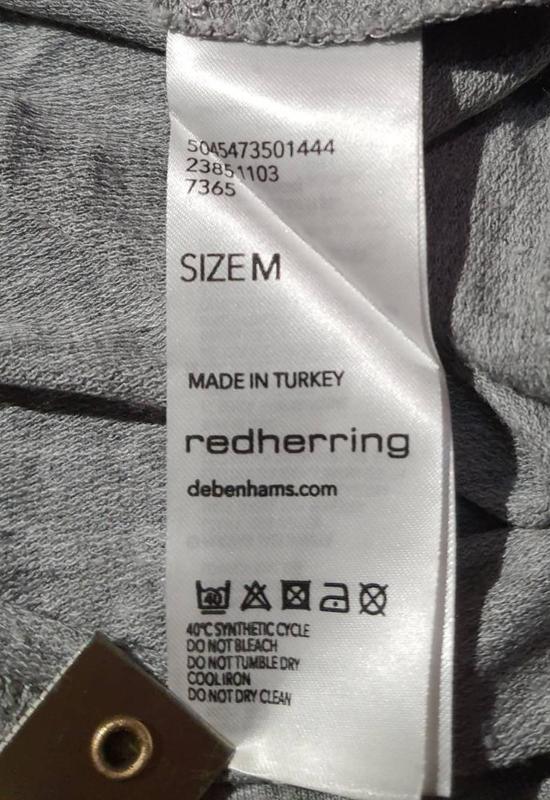 5045473501444
23851103
7365
SIZE M
MADE IN TURKEY
redherring
debenhams.com
40
40°C SYNTHETIC CYCLE
DO NOT BLEACH
DO NOT TUMBLE DRY
COOL IRON
DO NOT DRY CLEAN